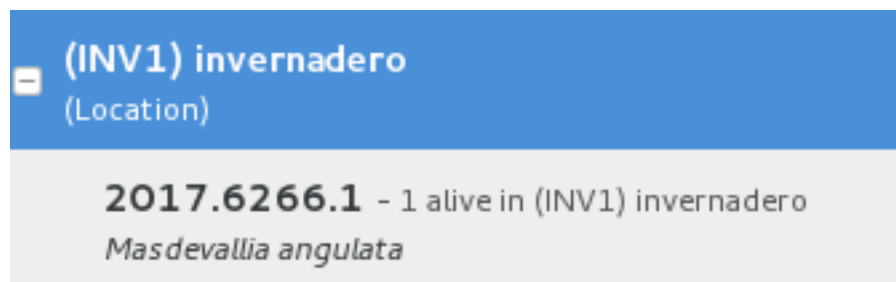 (INV1) invernadero
(Location)
2017.6266.1 - 1 alive in (INV1) invernadero
Masdevallia angulata